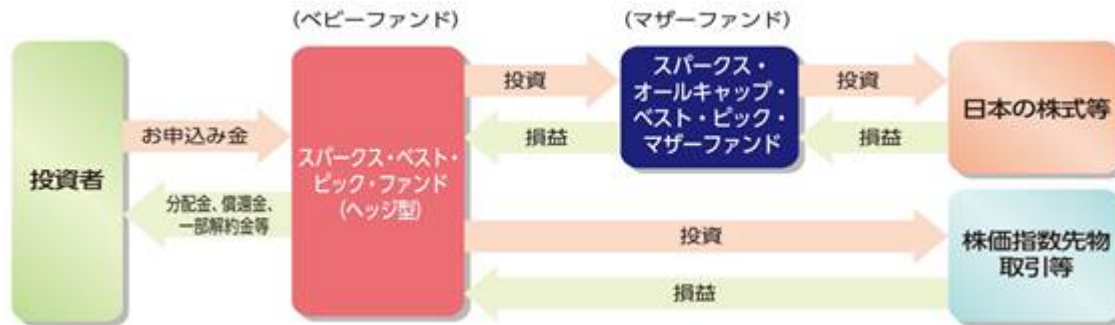 (ベビーファンド)
(マザーファンド)
投資者
お申込み金
分配金、償還金、
一部解約金等
スパークス・ベスト・
ピック・ファンド
(ヘッジ型)
投資
損益
スパークス・
オールキャップ・
ベスト・ピック・
マザーファンド
投資
損益
日本の株式等
投資
損益
株価指数先物
取引等